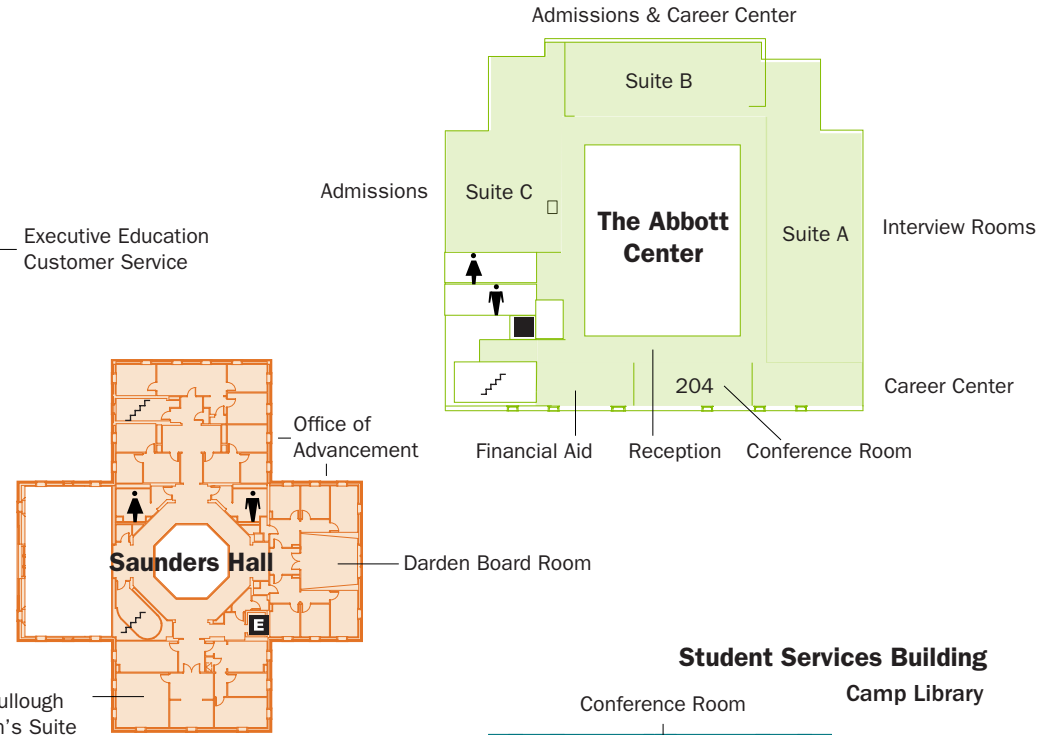 Admissions & Career Center
Suite B
Admissions
Suite C
The Abbott
Center
Suite A
Interview Rooms
Executive Education
Customer Service
204
Career Center
Office of
Advancement
Financial Aid
Reception
Conference Room
Saunders Hall
Darden Board Room
E
Student Services Building
Camp Library
Conference Room
Suite